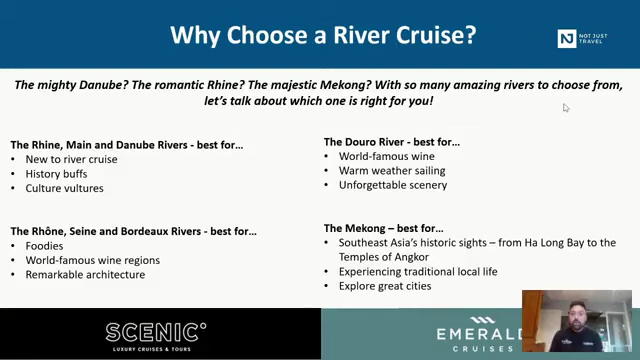 Why Choose a River Cruise?
NOT JUST
TRAVEL
The mighty Danube? The romantic Rhine? The majestic Mekong? With so many amazing rivers to choose from,
let's talk about which one is right for you!
The Rhine, Main and Danube Rivers - best for…
• New to river cruise
• History buffs
• Culture vultures
The Rhône, Seine and Bordeaux Rivers - best for…
• Foodies
• World-famous wine regions
• Remarkable architecture
The Douro River - best for…
• World-famous wine
• Warm weather sailing
• Unforgettable scenery
The Mekong – best for…
• Southeast Asia's historic sights – from Ha Long Bay to the
Temples of Angkor
• Experiencing traditional local life
• Explore great cities
SCENIC
LUXURY CRUISES & TOURS
EMERALD
CRUISES